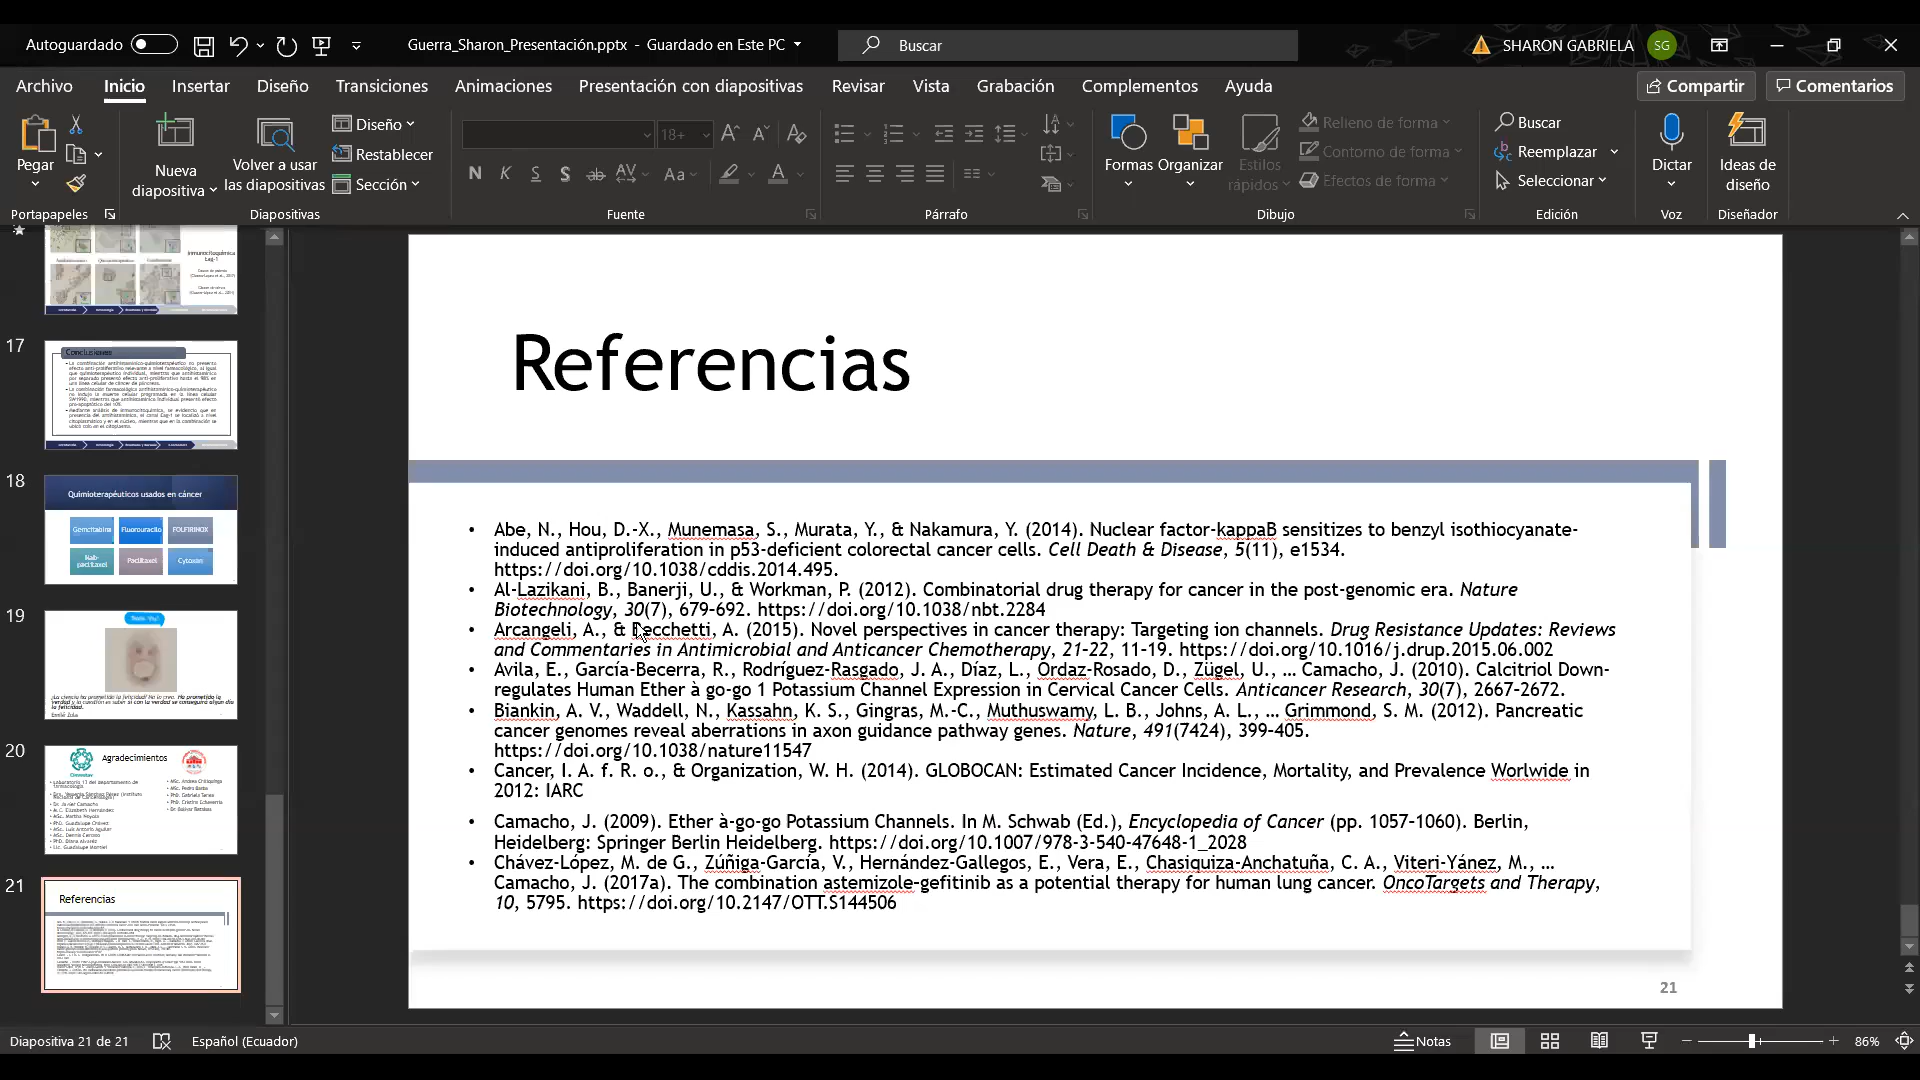 Autoguardado
Guerra_Sharon_Presentación.pptx - Guardado en Este PC
Buscar
SHARON GABRIELA
SG
Archivo
Inicio
Insertar
Diseño
Transiciones
Animaciones
Presentación con diapositivas
Revisar
Vista
Grabación
Complementos
Ayuda
Compartir
Comentarios
Pegar
Nueva
diapositiva
Volver a usar
las diapositivas
Diseño
Restablecer
Sección
18+
N K S S ab AV Aa A
Formas
Organizar
Estilos
rápidos
Relleno de forma
Contorno de forma
Efectos de forma
Buscar
Reemplazar
Seleccionar
Dictar
Ideas de
diseño
Portapapeles
Diapositivas
Fuente
Párrafo
Dibujo
Edición
Voz
Diseñador
17
Conclusiones
18
Quimioterapéuticos usados en cáncer
Gemcitabina
Fluorouracilo
FOLFIRINOX
Nab-
paclitaxel
Paclitaxel
Cytoxan
19
Emile Zola
20
Agradecimientos
21
Referencias
Referencias
• Abe, N., Hou, D.-X., Munemasa, S., Murata, Y., & Nakamura, Y. (2014). Nuclear factor-kappaB sensitizes to benzyl isothiocyanate-
induced antiproliferation in p53-deficient colorectal cancer cells. Cell Death & Disease, 5(11), e1534.
https://doi.org/10.1038/cddis.2014.495.
• Al-Lazikani, B., Banerji, U., & Workman, P. (2012). Combinatorial drug therapy for cancer in the post-genomic era. Nature
Biotechnology, 30(7), 679–692. https://doi.org/10.1038/nbt.2284
• Arcangeli, A., & Becchetti, A. (2015). Novel perspectives in cancer therapy: Targeting ion channels. Drug Resistance Updates: Reviews
and Commentaries in Antimicrobial and Anticancer Chemotherapy, 21–22, 11–19. https://doi.org/10.1016/j.drup.2015.06.002
• Avila, E., García-Becerra, R., Rodríguez-Rasgado, J. A., Díaz, L., Ordaz-Rosado, D., Zügel, U., … Camacho, J. (2010). Calcitriol Down-
regulates Human Ether à go-go 1 Potassium Channel Expression in Cervical Cancer Cells. Anticancer Research, 30(7), 2667–2672.
• Biankin, A. V., Waddell, N., Kassahn, K. S., Gingras, M.-C., Muthuswamy, L. B., Johns, A. L., … Grimmond, S. M. (2012). Pancreatic
cancer genomes reveal aberrations in axon guidance pathway genes. Nature, 491(7424), 399–405.
https://doi.org/10.1038/nature11547
• Cancer, I. A. f. R. o., & Organization, W. H. (2014). GLOBOCAN: Estimated Cancer Incidence, Mortality, and Prevalence Worlwide in
2012: IARC
• Camacho, J. (2009). Ether à-go-go Potassium Channels. In M. Schwab (Ed.), Encyclopedia of Cancer (pp. 1057–1060). Berlin,
Heidelberg: Springer Berlin Heidelberg. https://doi.org/10.1007/978-3-540-47648-1_2028
• Chávez-López, M. de G., Zúñiga-García, V., Hernández-Gallegos, E., Vera, E., Chasiquiza-Anchatuña, C. A., Viteri-Yánez, M., …
Camacho, J. (2017a). The combination astemizole-gefitinib as a potential therapy for human lung cancer. OncoTargets and Therapy,
10, 5795. https://doi.org/10.2147/OTT.S144506
21
Diapositiva 21 de 21
Español (Ecuador)
Notas
86%